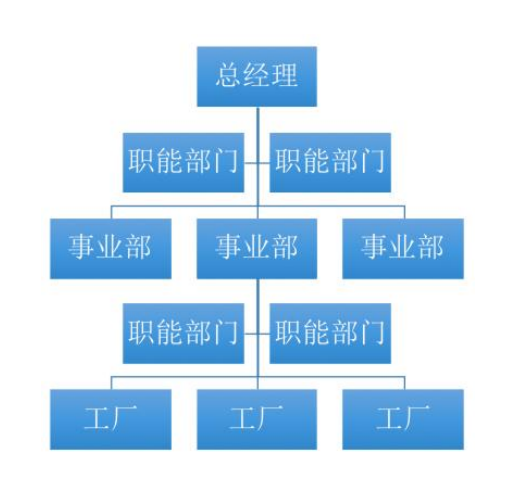 总经理
职能部门 职能部门
事业部 事业部 事业部
职能部门 职能部门
工厂 工厂 工厂